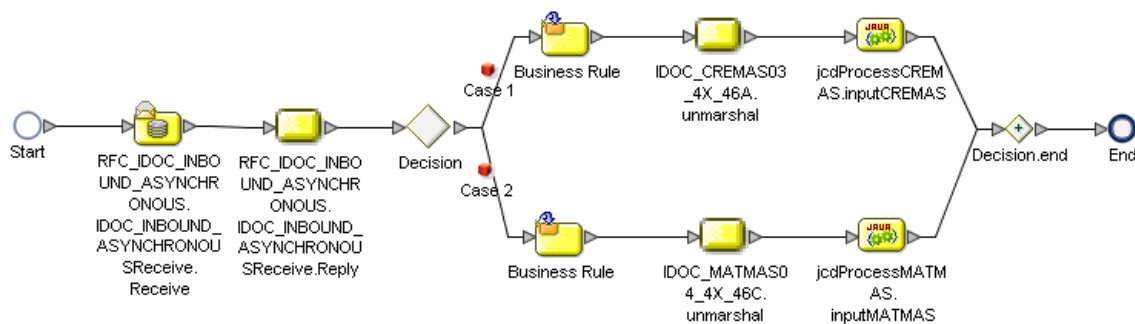 Start
RFC_IDOC_INBO
UND_ASYNCHR
ONOUS.
IDOC_INBOUND_
ASYNCHRONOU
SReceive.
Receive
RFC_IDOC_INBO
UND_ASYNCHR
ONOUS.
IDOC_INBOUND_
ASYNCHRONOU
SReceive.Reply
Decision
Case 1
Business Rule
IDOC_CREMAS03
_4X_46A.
unmarshal
JAVA
jcdProcessCREM
AS.inputCREMAS
Case 2
Business Rule
IDOC_MATMAS0
4_4X_46C.
unmarshal
JAVA
jcdProcessMATM
AS.
inputMATMAS
Decision.end
End